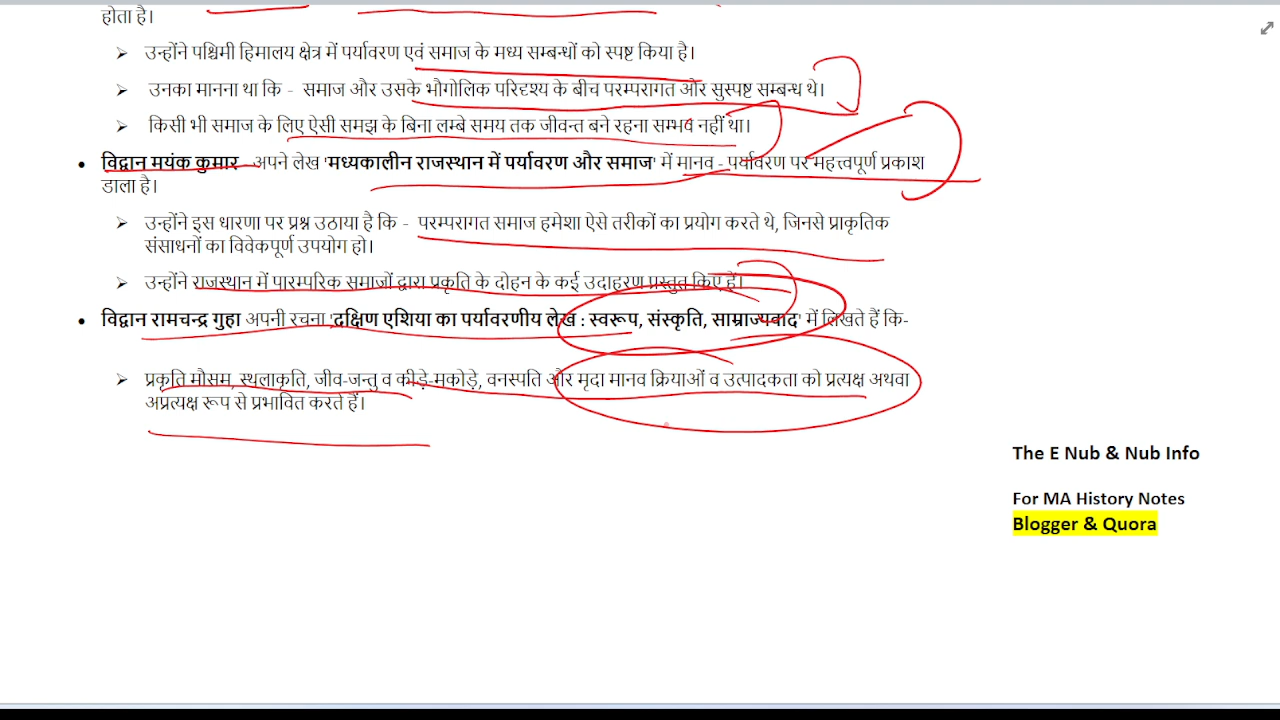 होता है।
➢ उन्होंने पश्चिमी हिमालय क्षेत्र में पर्यावरण एवं समाज के मध्य सम्बन्धों को स्पष्ट किया है।
➢ उनका मानना था कि - समाज और उसके भौगोलिक परिदृश्य के बीच परम्परागत और सुस्पष्ट सम्बन्ध थे।
➢ किसी भी समाज के लिए ऐसी समझ के बिना लम्बे समय तक जीवन्त बने रहना सम्भव नहीं था।
• विद्वान मयंक कुमार - अपने लेख 'मध्यकालीन राजस्थान में पर्यावरण और समाज' में मानव - पर्यावरण पर महत्त्वपूर्ण प्रकाश
डाला है।
➢ उन्होंने इस धारणा पर प्रश्न उठाया है कि - परम्परागत समाज हमेशा ऐसे तरीकों का प्रयोग करते थे, जिनसे प्राकृतिक
संसाधनों का विवेकपूर्ण उपयोग हो।
➢ उन्होंने राजस्थान में पारम्परिक समाजों द्वारा प्रकृति के दोहन के कई उदाहरण प्रस्तुत किए हैं।
• विद्वान रामचन्द्र गुहा अपनी रचना 'दक्षिण एशिया का पर्यावरणीय लेख : स्वरूप, संस्कृति, साम्राज्यवाद' में लिखते हैं कि-
➢ प्रकृति मौसम, स्थलाकृति, जीव-जन्तु व कीड़े-मकोड़े, वनस्पति और मृदा मानव क्रियाओं व उत्पादकता को प्रत्यक्ष अथवा
अप्रत्यक्ष रूप से प्रभावित करते हैं।
The E Nub & Nub Info
For MA History Notes
Blogger & Quora